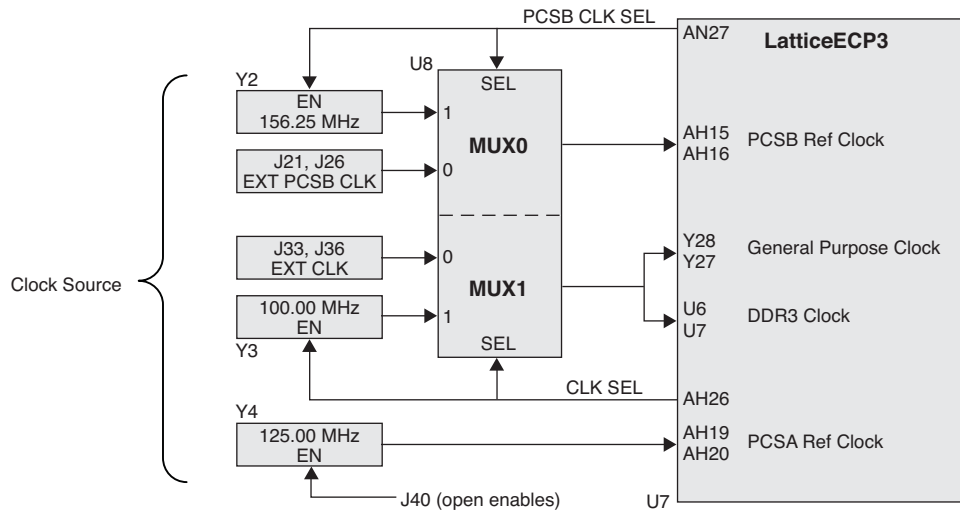 PCSB CLK SEL
AN27
LatticeECP3
Y2
U8
EN
156.25 MHz
SEL
1
MUX0
AH15
AH16
PCSB Ref Clock
J21, J26
EXT PCSB CLK
0
J33, J36
EXT CLK
0
Y28
Y27
General Purpose Clock
Clock Source
MUX1
100.00 MHz
EN
1
U6
U7
DDR3 Clock
Y3
SEL
CLK SEL
AH26
Y4
125.00 MHz
EN
AH19
AH20
PCSA Ref Clock
J40 (open enables)
U7